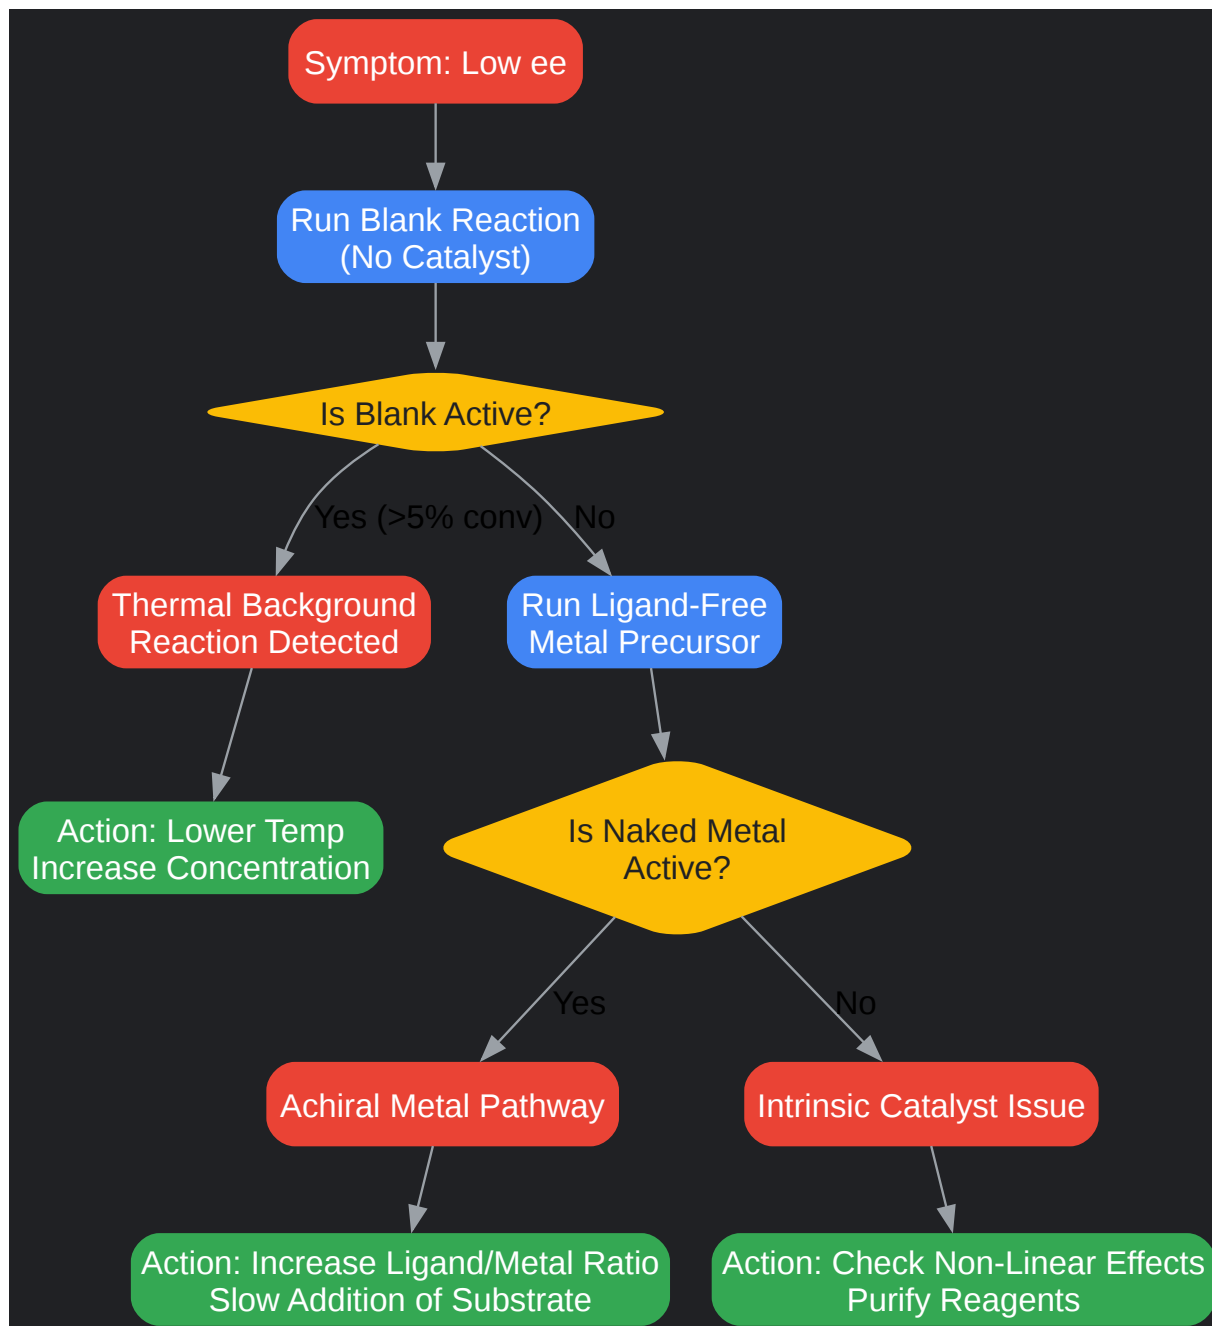 Symptom: Low ee
Run Blank Reaction
(No Catalyst)
Is Blank Active?
Yes (>5% conv)
No
Thermal Background
Reaction Detected
Run Ligand-Free
Metal Precursor
Action: Lower Temp
Increase Concentration
Is Naked Metal
Active?
Yes
No
Achiral Metal Pathway
Intrinsic Catalyst Issue
Action: Increase Ligand/Metal Ratio
Slow Addition of Substrate
Action: Check Non-Linear Effects
Purify Reagents